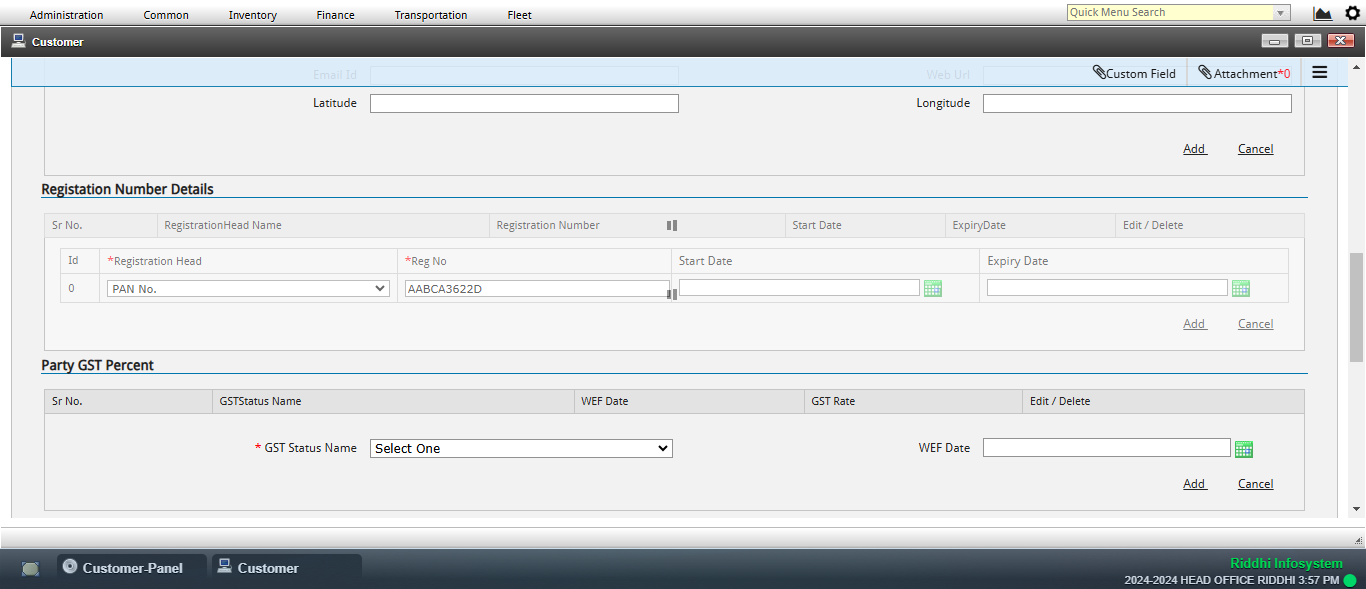 Administration Common Inventory Finance Transportation Fleet Quick Menu Search
Customer
Email Id Web Url Custom Field Attachment*0
Latitude Longitude
Add Cancel
Registation Number Details
Sr No. RegistrationHead Name Registration Number Start Date ExpiryDate Edit / Delete
Id *Registration Head *Reg No Start Date Expiry Date
0 PAN No. AABCA3622D
Add Cancel
Party GST Percent
Sr No. GSTStatus Name WEF Date GST Rate Edit / Delete
* GST Status Name Select One WEF Date
Add Cancel
Customer-Panel Customer Riddhi Infosystem
2024-2024 HEAD OFFICE RIDDHI 3:57 PM